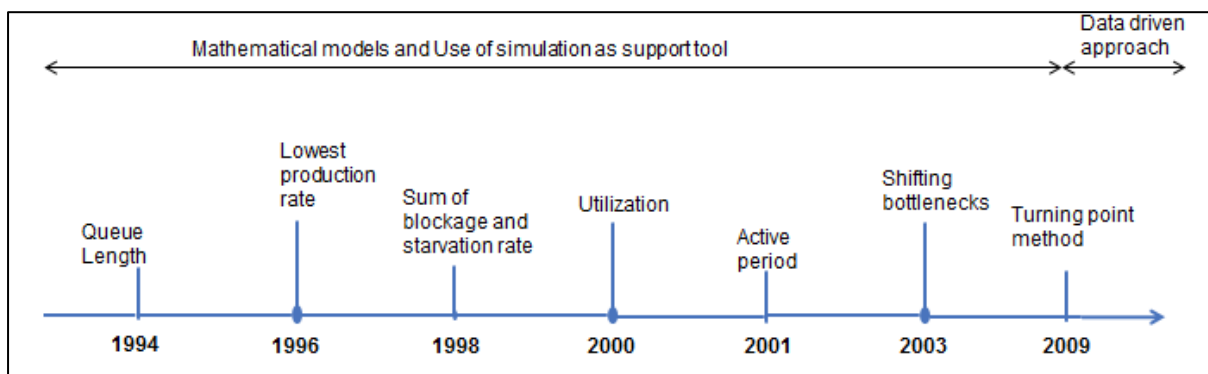 Mathematical models and Use of simulation as support tool
Data driven
approach
Queue
Length
Lowest
production
rate
Sum of
blockage and
starvation rate
Utilization
Active
period
Shifting
bottlenecks
Turning point
method
1994
1996
1998
2000
2001
2003
2009